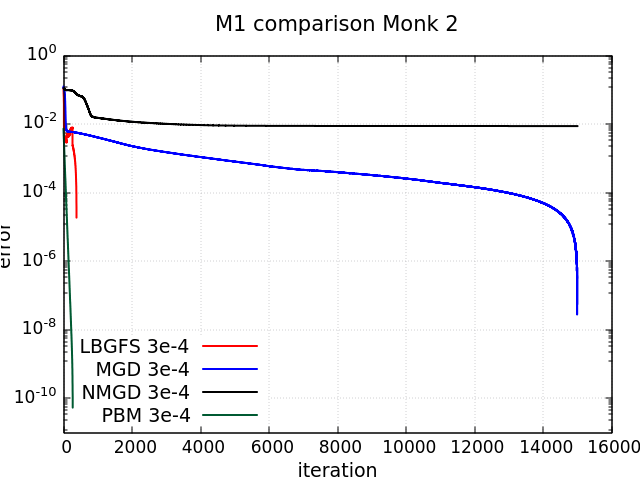 M1 comparison Monk 2
10^0
10^-2
10^-4
10^-6
10^-8
10^-10
error
LBGFS 3e-4
MGD 3e-4
NMGD 3e-4
PBM 3e-4
0 2000 4000 6000 8000 10000 12000 14000 16000
iteration